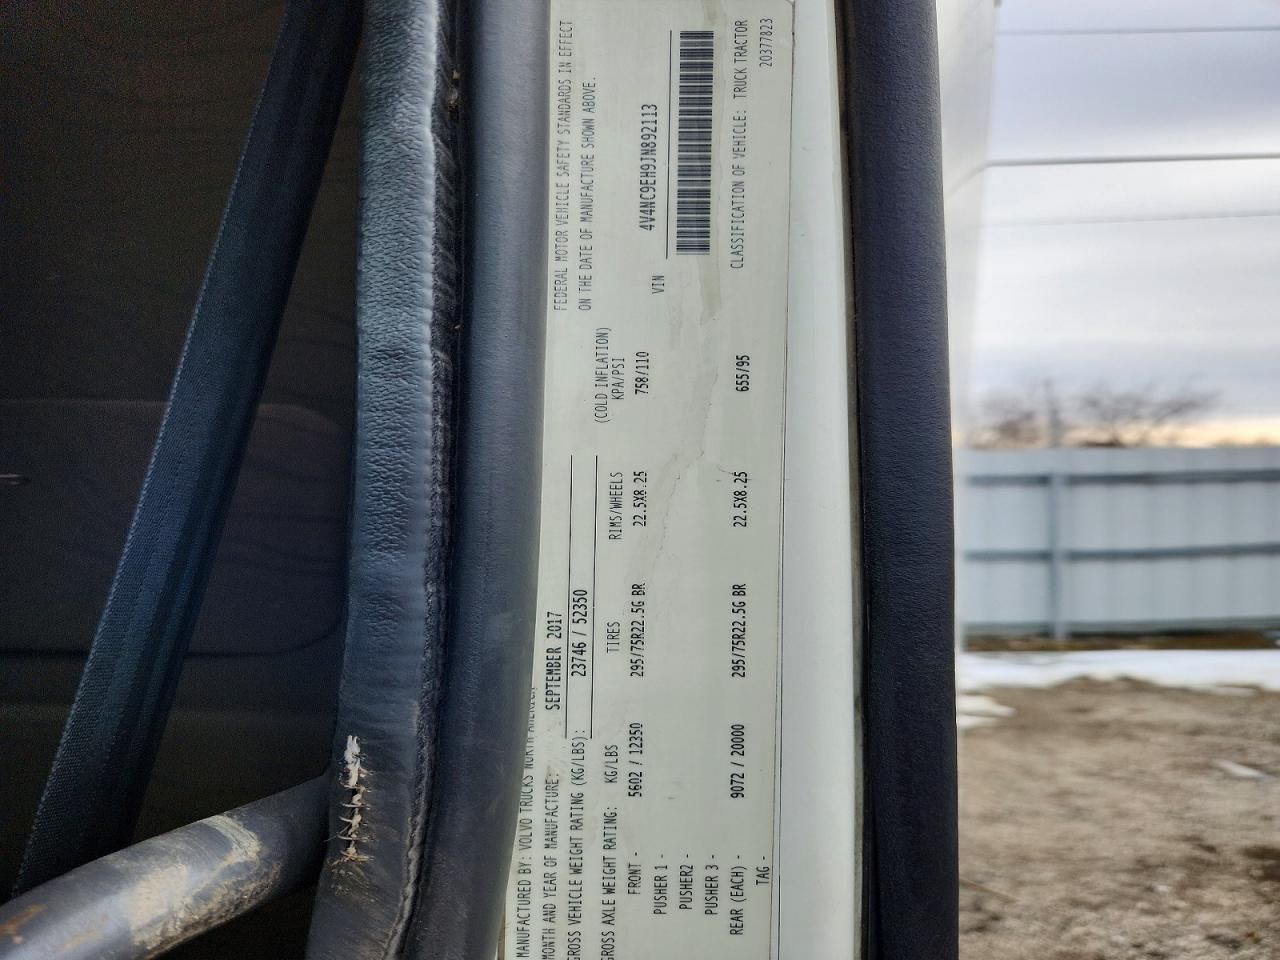 MANUFACTURED BY: VOLVO TRUCKS NORTH AMERICA
MONTH AND YEAR OF MANUFACTURE: SEPTEMBER 2017
GROSS VEHICLE WEIGHT RATING (KG/LBS): 23746 / 52350
FEDERAL MOTOR VEHICLE SAFETY STANDARDS IN EFFECT
ON THE DATE OF MANUFACTURE SHOWN ABOVE.
GROSS AXLE WEIGHT RATING: KG/LBS TIRES RIMS/WHEELS (COLD INFLATION) KPA/PSI
FRONT - 5602 / 12350 295/75R22.5G BR 22.5X8.25 758/110
PUSHER 1 -
PUSHER2 -
PUSHER 3 -
REAR (EACH) - 9072 / 20000 295/75R22.5G BR 22.5X8.25 655/95
TAG -
VIN 4V4NC9EH9JN892113
CLASSIFICATION OF VEHICLE: TRUCK TRACTOR
20377823